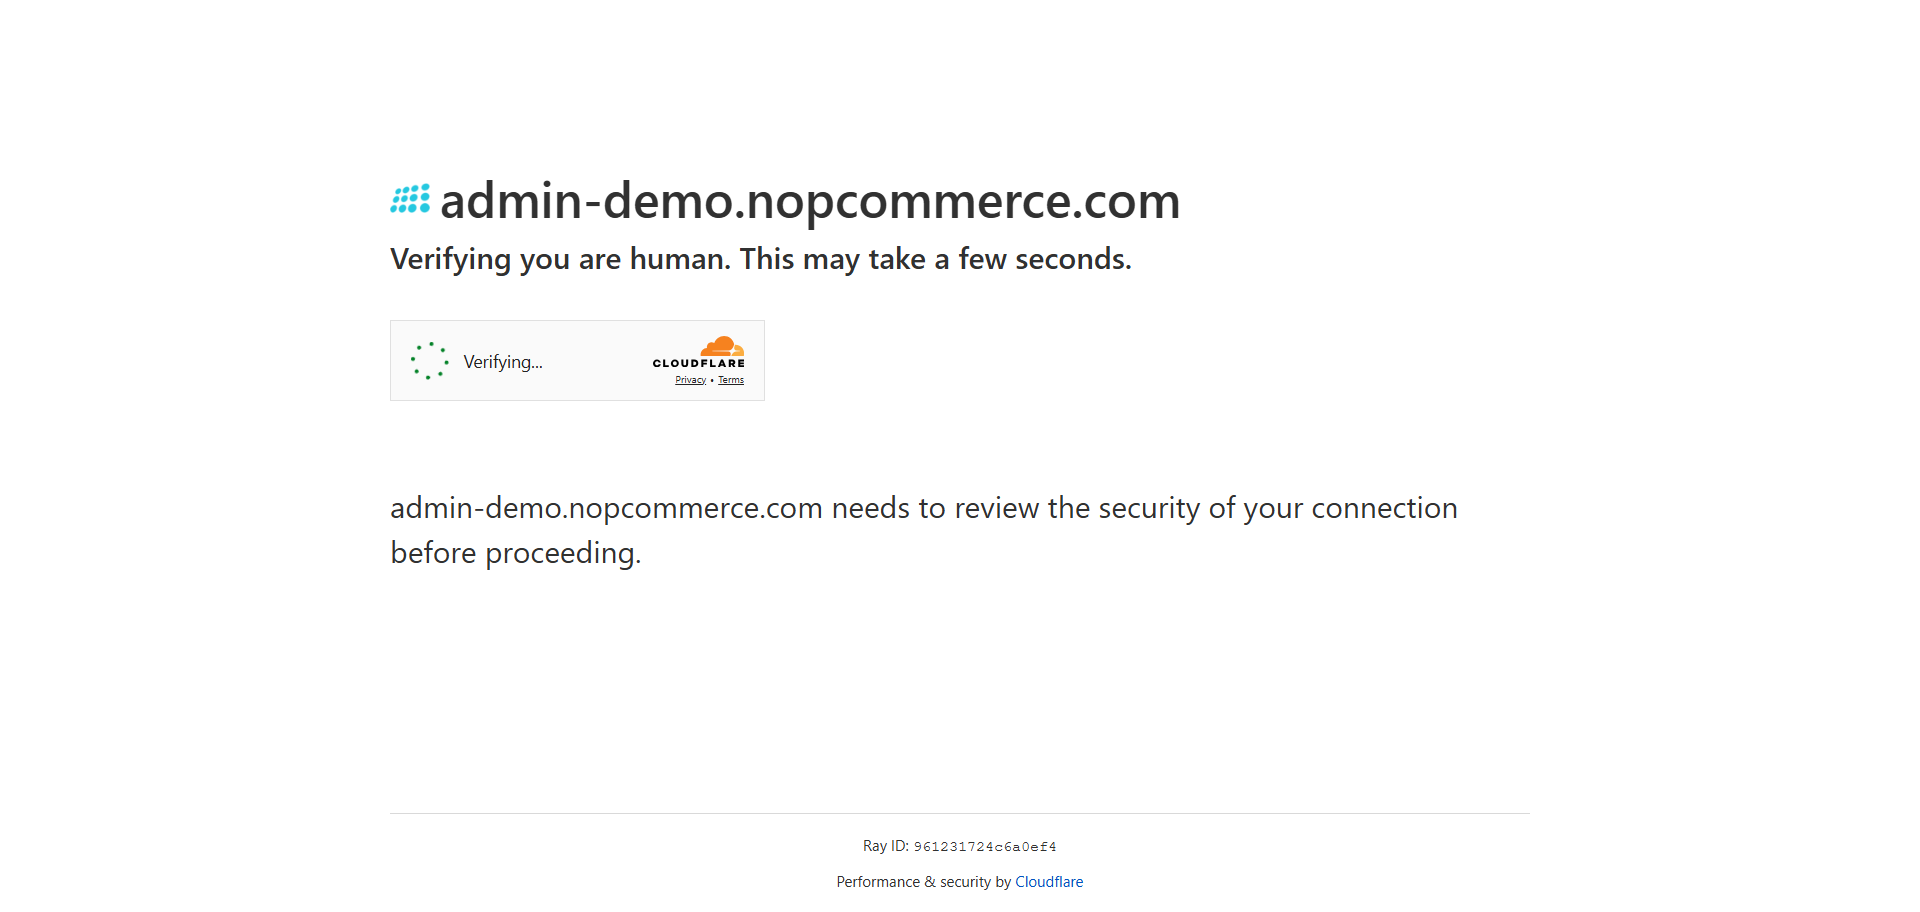 admin-demo.nopcommerce.com
Verifying you are human. This may take a few seconds.
Verifying...
CLOUDFLARE
Privacy • Terms
admin-demo.nopcommerce.com needs to review the security of your connection
before proceeding.
Ray ID: 961231724c6a0ef4
Performance & security by Cloudflare